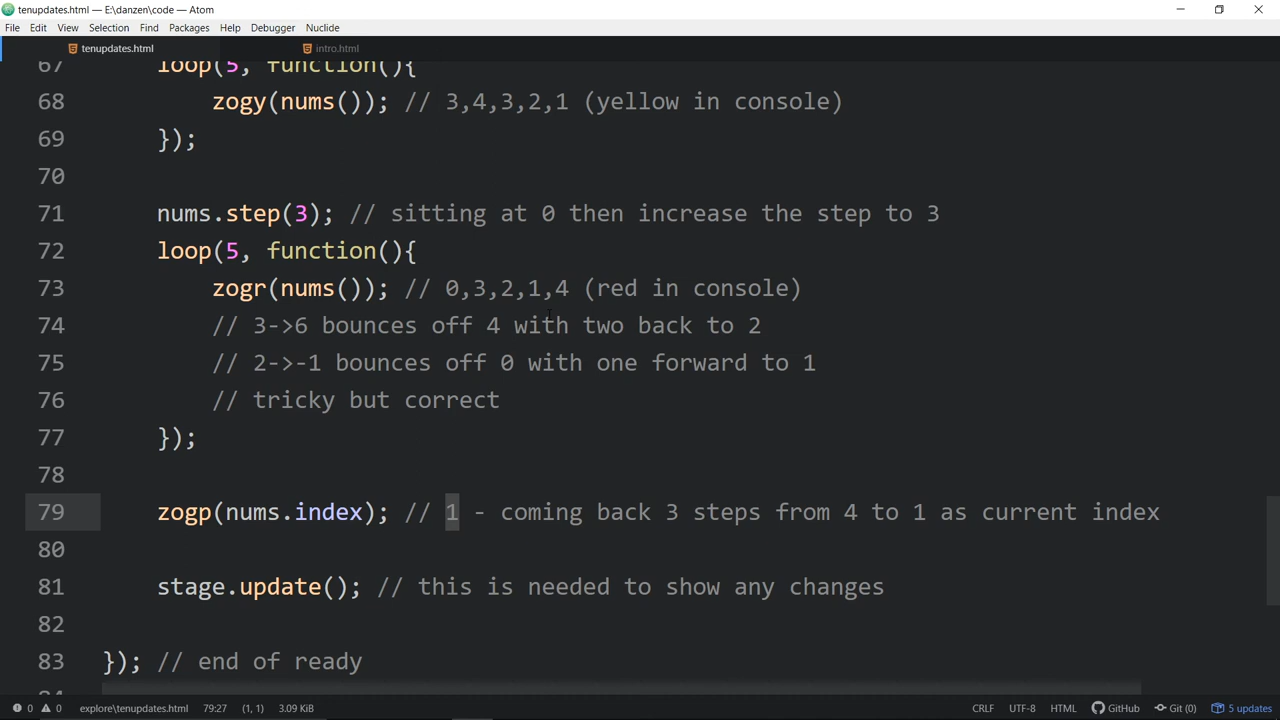 tenupdates.html — E:\danzen\code — Atom
File Edit View Selection Find Packages Help Debugger Nuclide
tenupdates.html intro.html
67 loop(5, function(){
68 zogy(nums()); // 3,4,3,2,1 (yellow in console)
69 });
70
71 nums.step(3); // sitting at 0 then increase the step to 3
72 loop(5, function(){
73 zogr(nums()); // 0,3,2,1,4 (red in console)
74 // 3->6 bounces off 4 with two back to 2
75 // 2->-1 bounces off 0 with one forward to 1
76 // tricky but correct
77 });
78
79 zogp(nums.index); // 1 - coming back 3 steps from 4 to 1 as current index
80
81 stage.update(); // this is needed to show any changes
82
83 }); // end of ready
0 0 explore\tenupdates.html 79:27 (1, 1) 3.09 KiB CRLF UTF-8 HTML GitHub Git (0) 5 updates